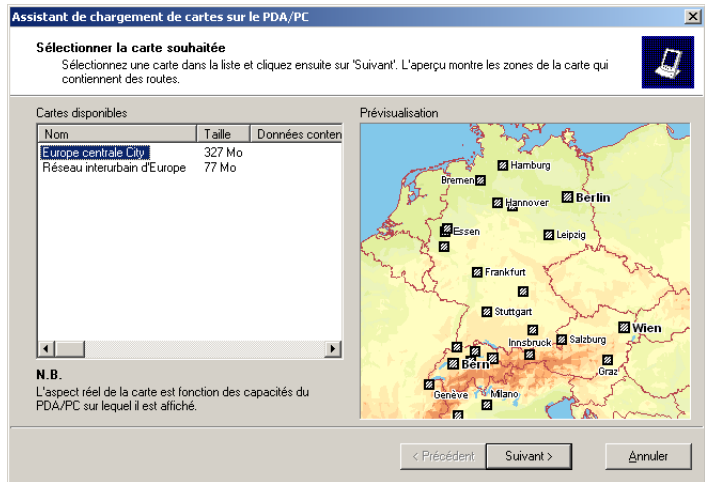 Assistant de chargement de cartes sur le PDA/PC
Sélectionner la carte souhaitée
Sélectionnez une carte dans la liste et cliquez ensuite sur 'Suivant'. L'aperçu montre les zones de la carte qui
contiennent des routes.
Cartes disponibles
Prévisualisation
Nom Taille Données conten
Europe centrale City 327 Mo
Réseau interurbain d'Europe 77 Mo
Hamburg
Bremen
Berlin
Hannover
Essen
Leipzig
Frankfurt
Stuttgart
Wien
Innsbruck
Salzburg
Bern
Graz
Genève
Milano
N.B.
L'aspect réel de la carte est fonction des capacités du
PDA/PC sur lequel il est affiché.
< Précédent
Suivant >
Annuler